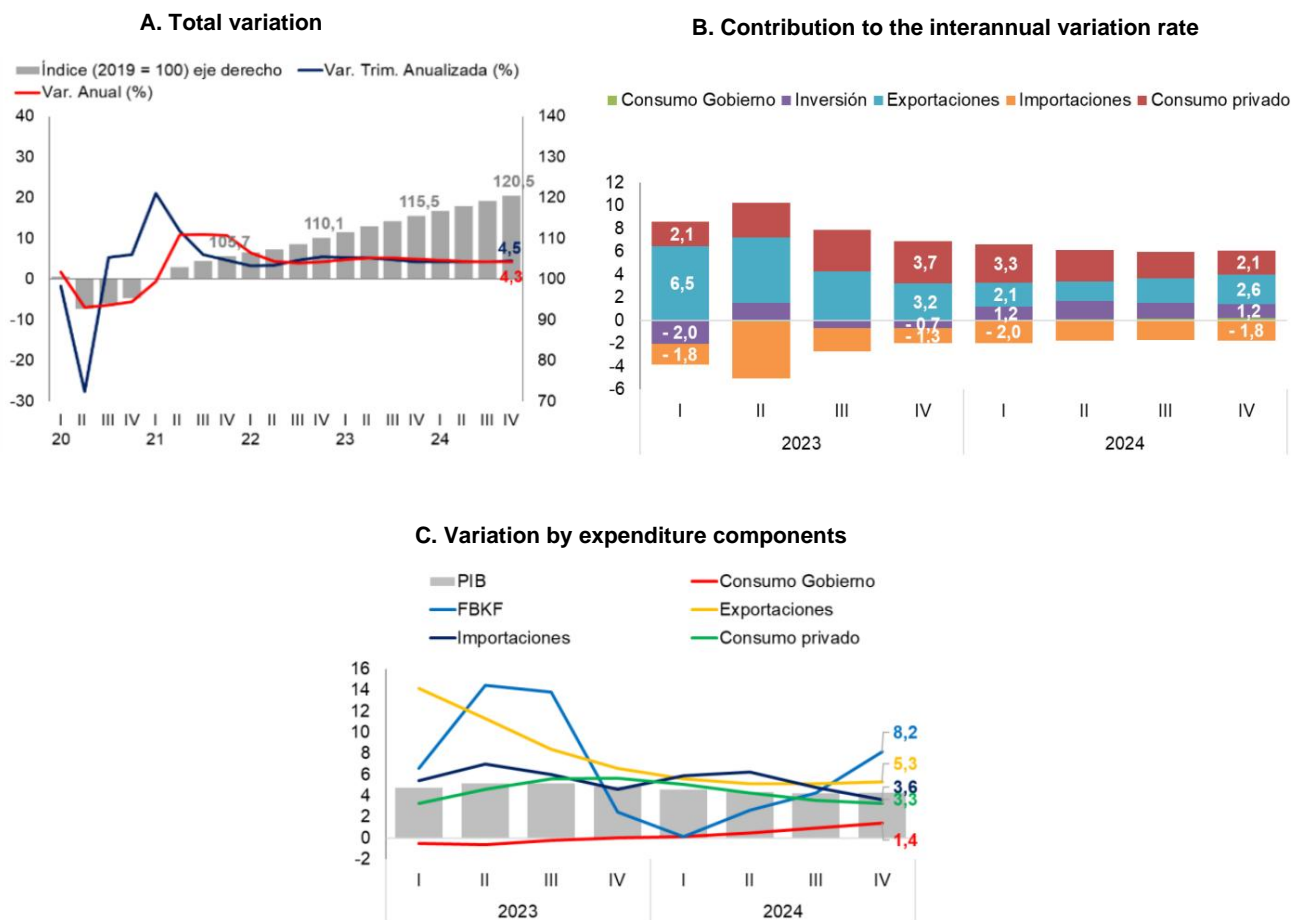 A. Total variation
Índice (2019 = 100) eje derecho Var. Trim. Anualizada (%)
Var. Anual (%)
40 140
30 130
20 120
10 110
0 100
-10 90
-20 80
-30 70
105,7 110,1 115,5 120,5
4,5
4,3
I II III IV I II III IV I II III IV I II III IV I II III IV
20 21 22 23 24
B. Contribution to the interannual variation rate
Consumo Gobierno Inversión Exportaciones Importaciones Consumo privado
12
10
8
6
4
2
0
-2
-4
-6
2,1 3,7 3,3 2,1
6,5 3,2 2,1 2,6
1,2 1,2
- 2,0 - 0,7
- 1,8 - 1,3 - 2,0 - 1,8
I II III IV I II III IV
2023 2024
C. Variation by expenditure components
PIB Consumo Gobierno
FBKF Exportaciones
Importaciones Consumo privado
16
14
12
10
8
6
4
2
0
-2
8,2
5,3
3,6
3,3
1,4
I II III IV I II III IV
2023 2024